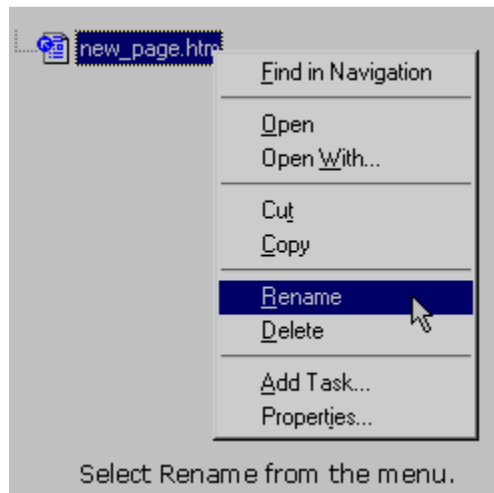 new_page.htm
Find in Navigation
Open
Open With...
Cut
Copy
Rename
Delete
Add Task...
Properties...
Select Rename from the menu.